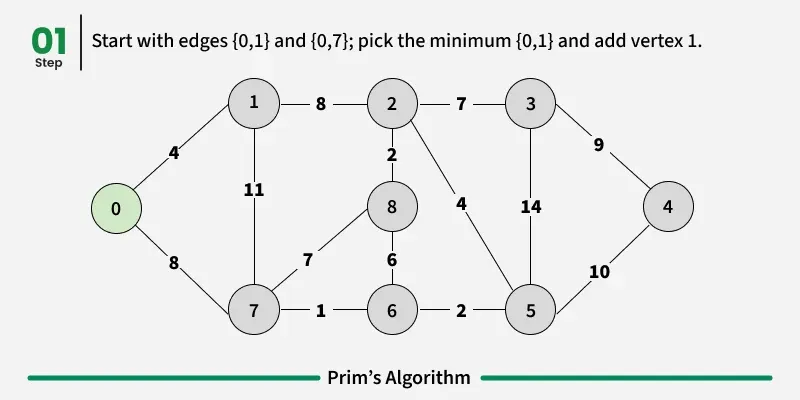 01
Step
Start with edges {0,1} and {0,7}; pick the minimum {0,1} and add vertex 1.
1 8 2 7 3
4 2 9
11
0 8 4 14 4
8 7 6 10
7 1 6 2 5
Prim’s Algorithm